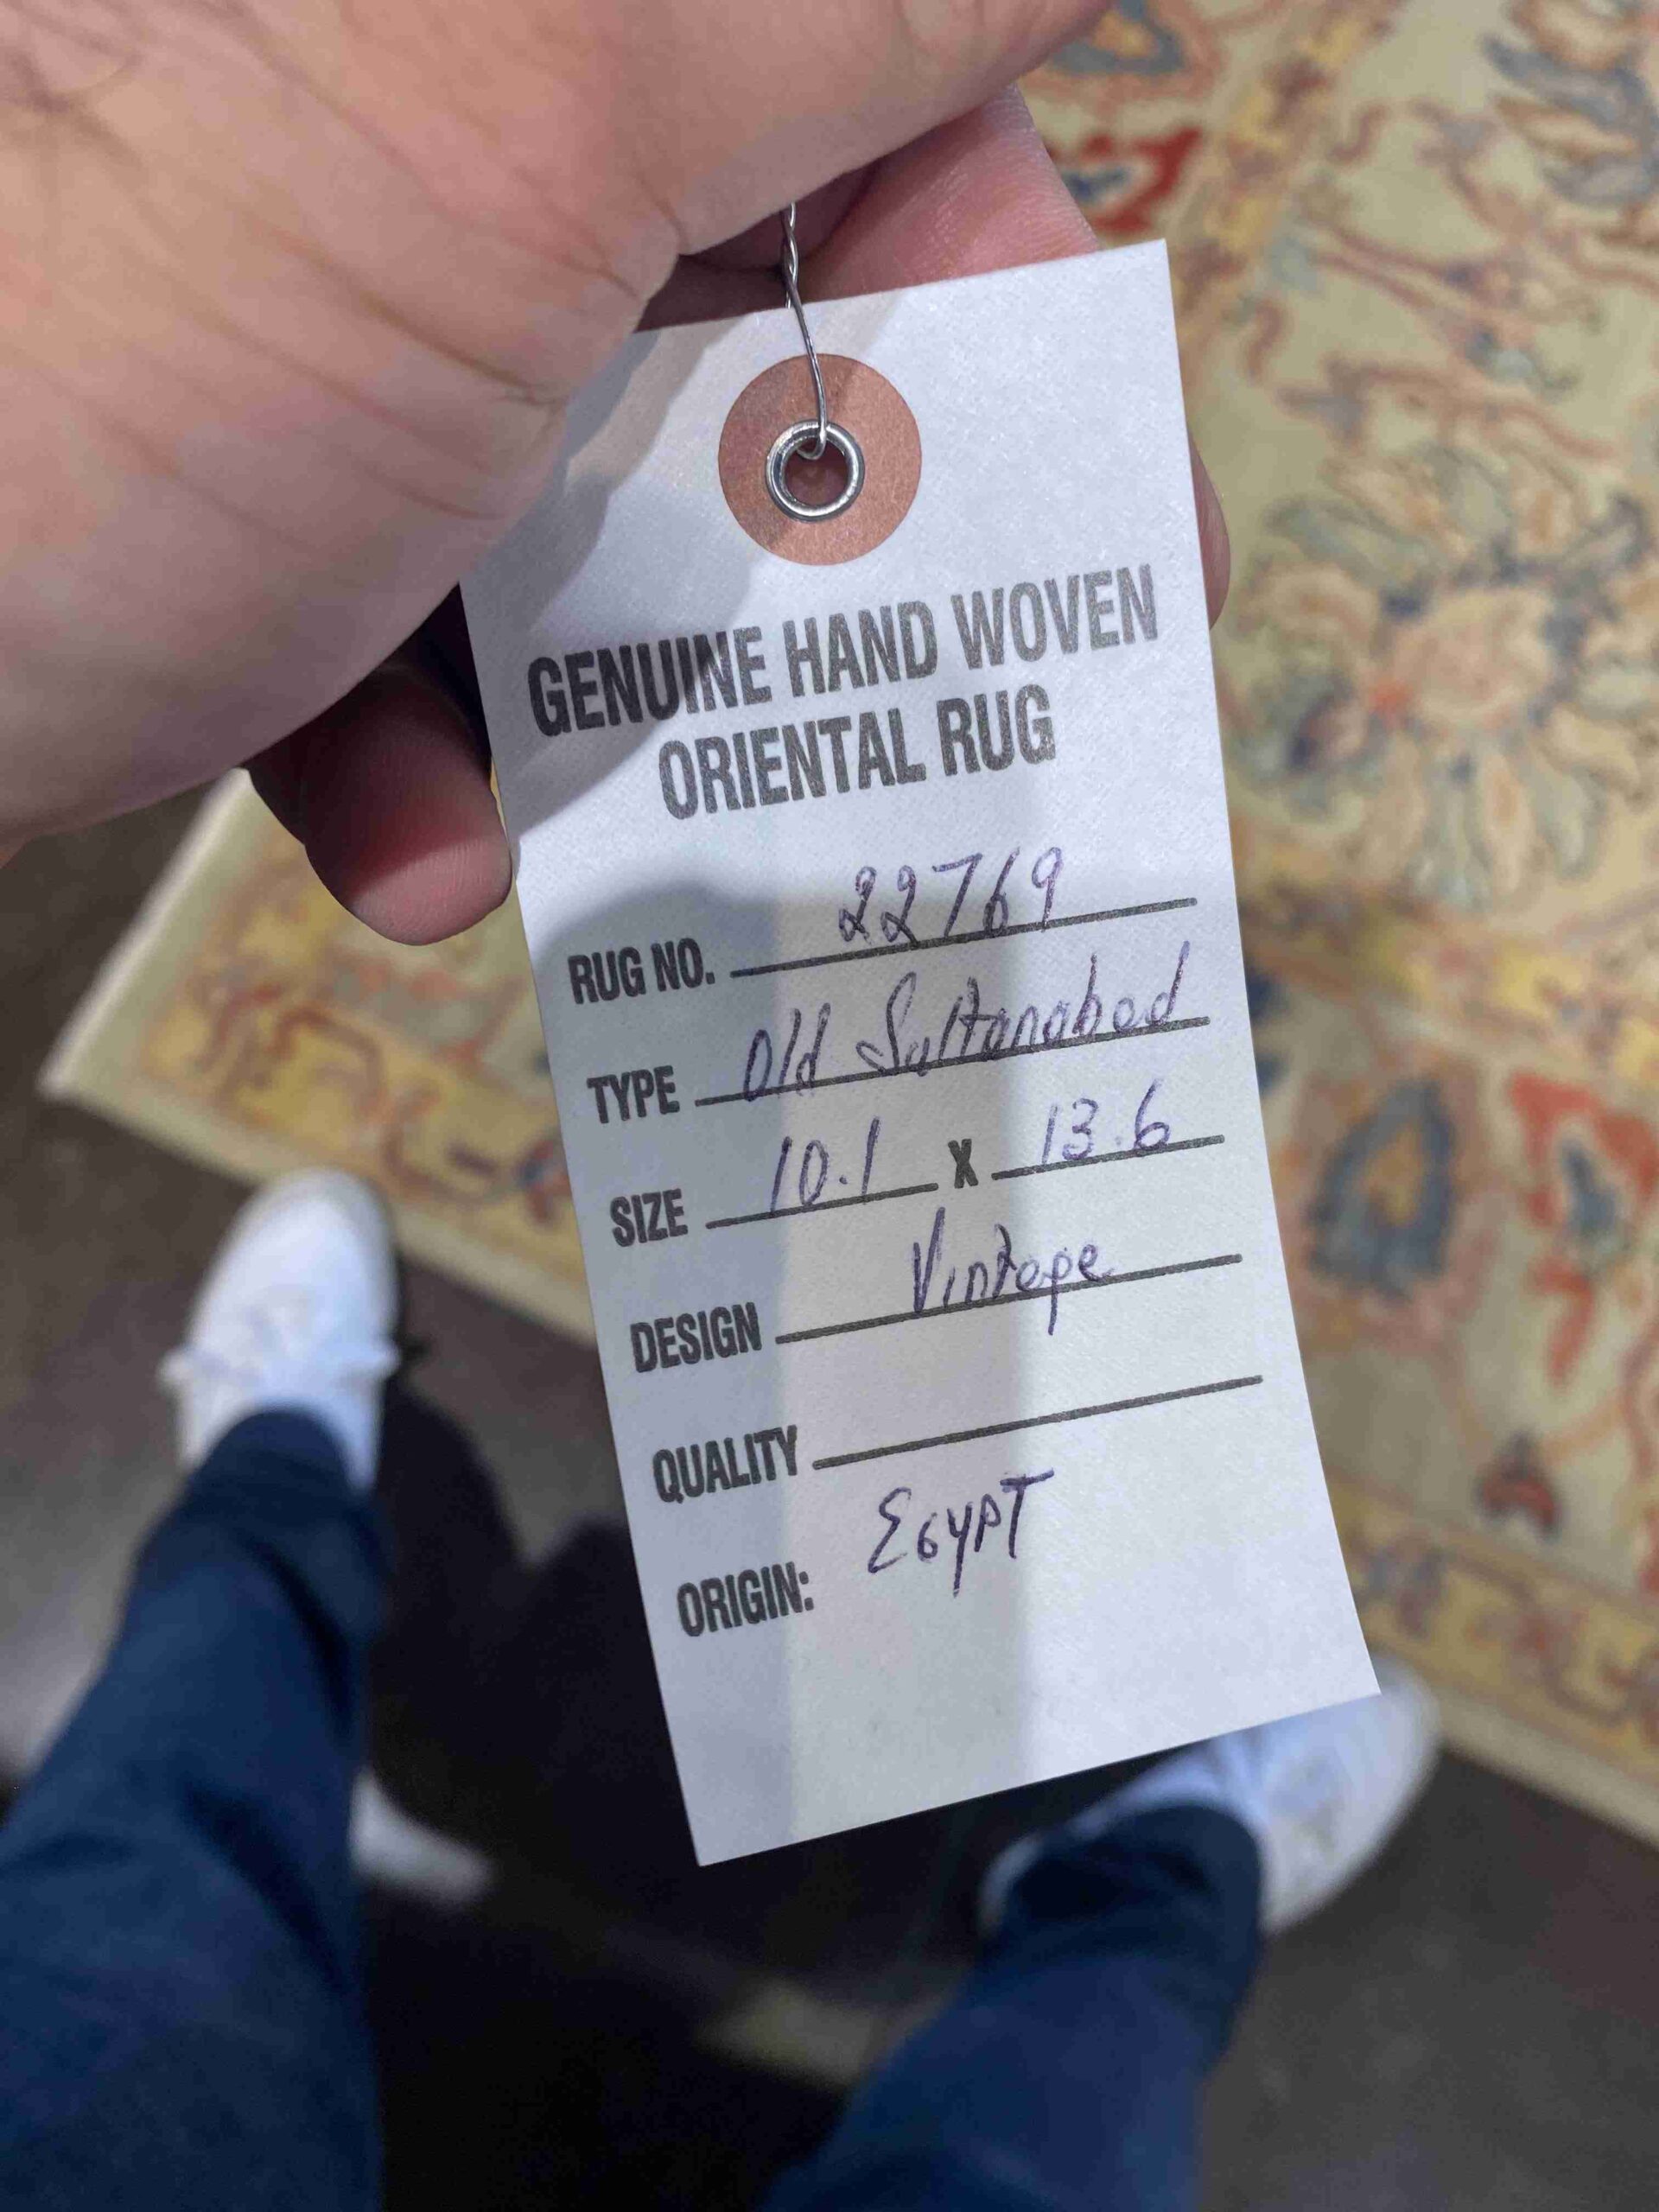 GENUINE HAND WOVEN
ORIENTAL RUG
RUG NO. 22769
TYPE Old Sultanabad
SIZE 10.1 X 13.6
DESIGN Vintage
QUALITY
ORIGIN: EGYPT